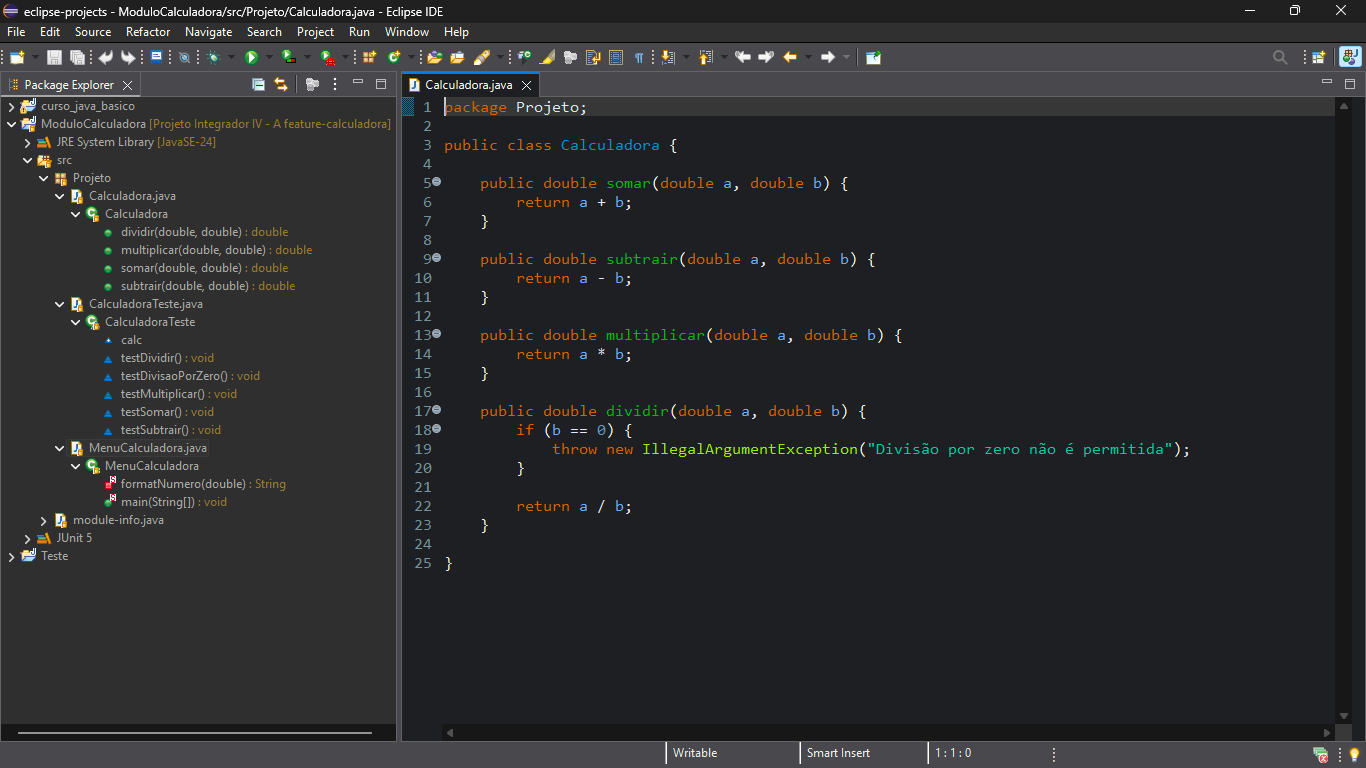 eclipse-projects - ModuloCalculadora/src/Projeto/Calculadora.java - Eclipse IDE
File Edit Source Refactor Navigate Search Project Run Window Help
Package Explorer
curso_java_basico
ModuloCalculadora [Projeto Integrador IV - A feature-calculadora]
JRE System Library [JavaSE-24]
src
Projeto
Calculadora.java
Calculadora
dividir(double, double) : double
multiplicar(double, double) : double
somar(double, double) : double
subtrair(double, double) : double
CalculadoraTeste.java
CalculadoraTeste
calc
testDividir() : void
testDivisaoPorZero() : void
testMultiplicar() : void
testSomar() : void
testSubtrair() : void
MenuCalculadora.java
MenuCalculadora
formatNumero(double) : String
main(String[]) : void
module-info.java
JUnit 5
Teste
Calculadora.java
1 package Projeto;
2
3 public class Calculadora {
4
5 public double somar(double a, double b) {
6 return a + b;
7 }
8
9 public double subtrair(double a, double b) {
10 return a - b;
11 }
12
13 public double multiplicar(double a, double b) {
14 return a * b;
15 }
16
17 public double dividir(double a, double b) {
18 if (b == 0) {
19 throw new IllegalArgumentException("Divisão por zero não é permitida");
20 }
21
22 return a / b;
23 }
24
25 }
Writable Smart Insert 1 : 1 : 0